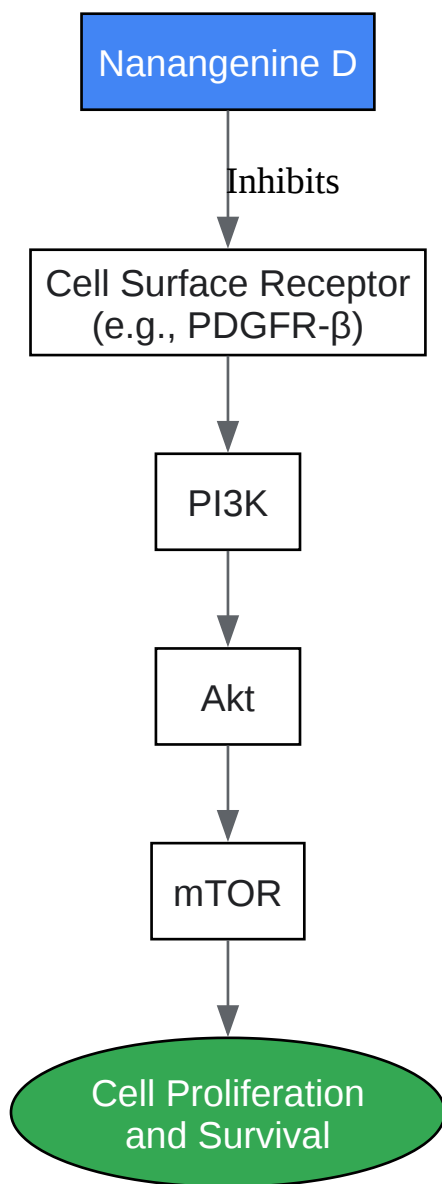 Nanangenine D
Inhibits
Cell Surface Receptor
(e.g., PDGFR-β)
PI3K
Akt
mTOR
Cell Proliferation
and Survival